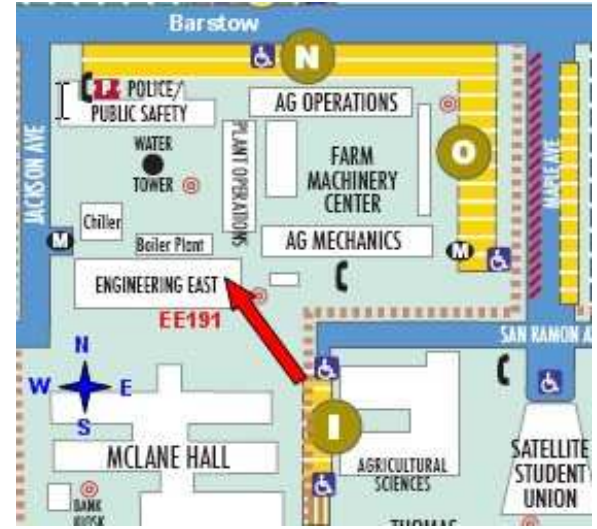 Barstow
N
POLICE/
PUBLIC SAFETY
AG OPERATIONS
JACKSON AVE
WATER
TOWER
PLANT OPERATIONS
FARM
MACHINERY
CENTER
O
MAPLE AVE
Chiller
M
Boiler Plant
AG MECHANICS
M
ENGINEERING EAST
EE191
SAN RAMON A
N
W
E
S
I
MCLANE HALL
AGRICULTURAL
SCIENCES
SATELLITE
STUDENT
UNION
BANK
KIOSK
THOMAS